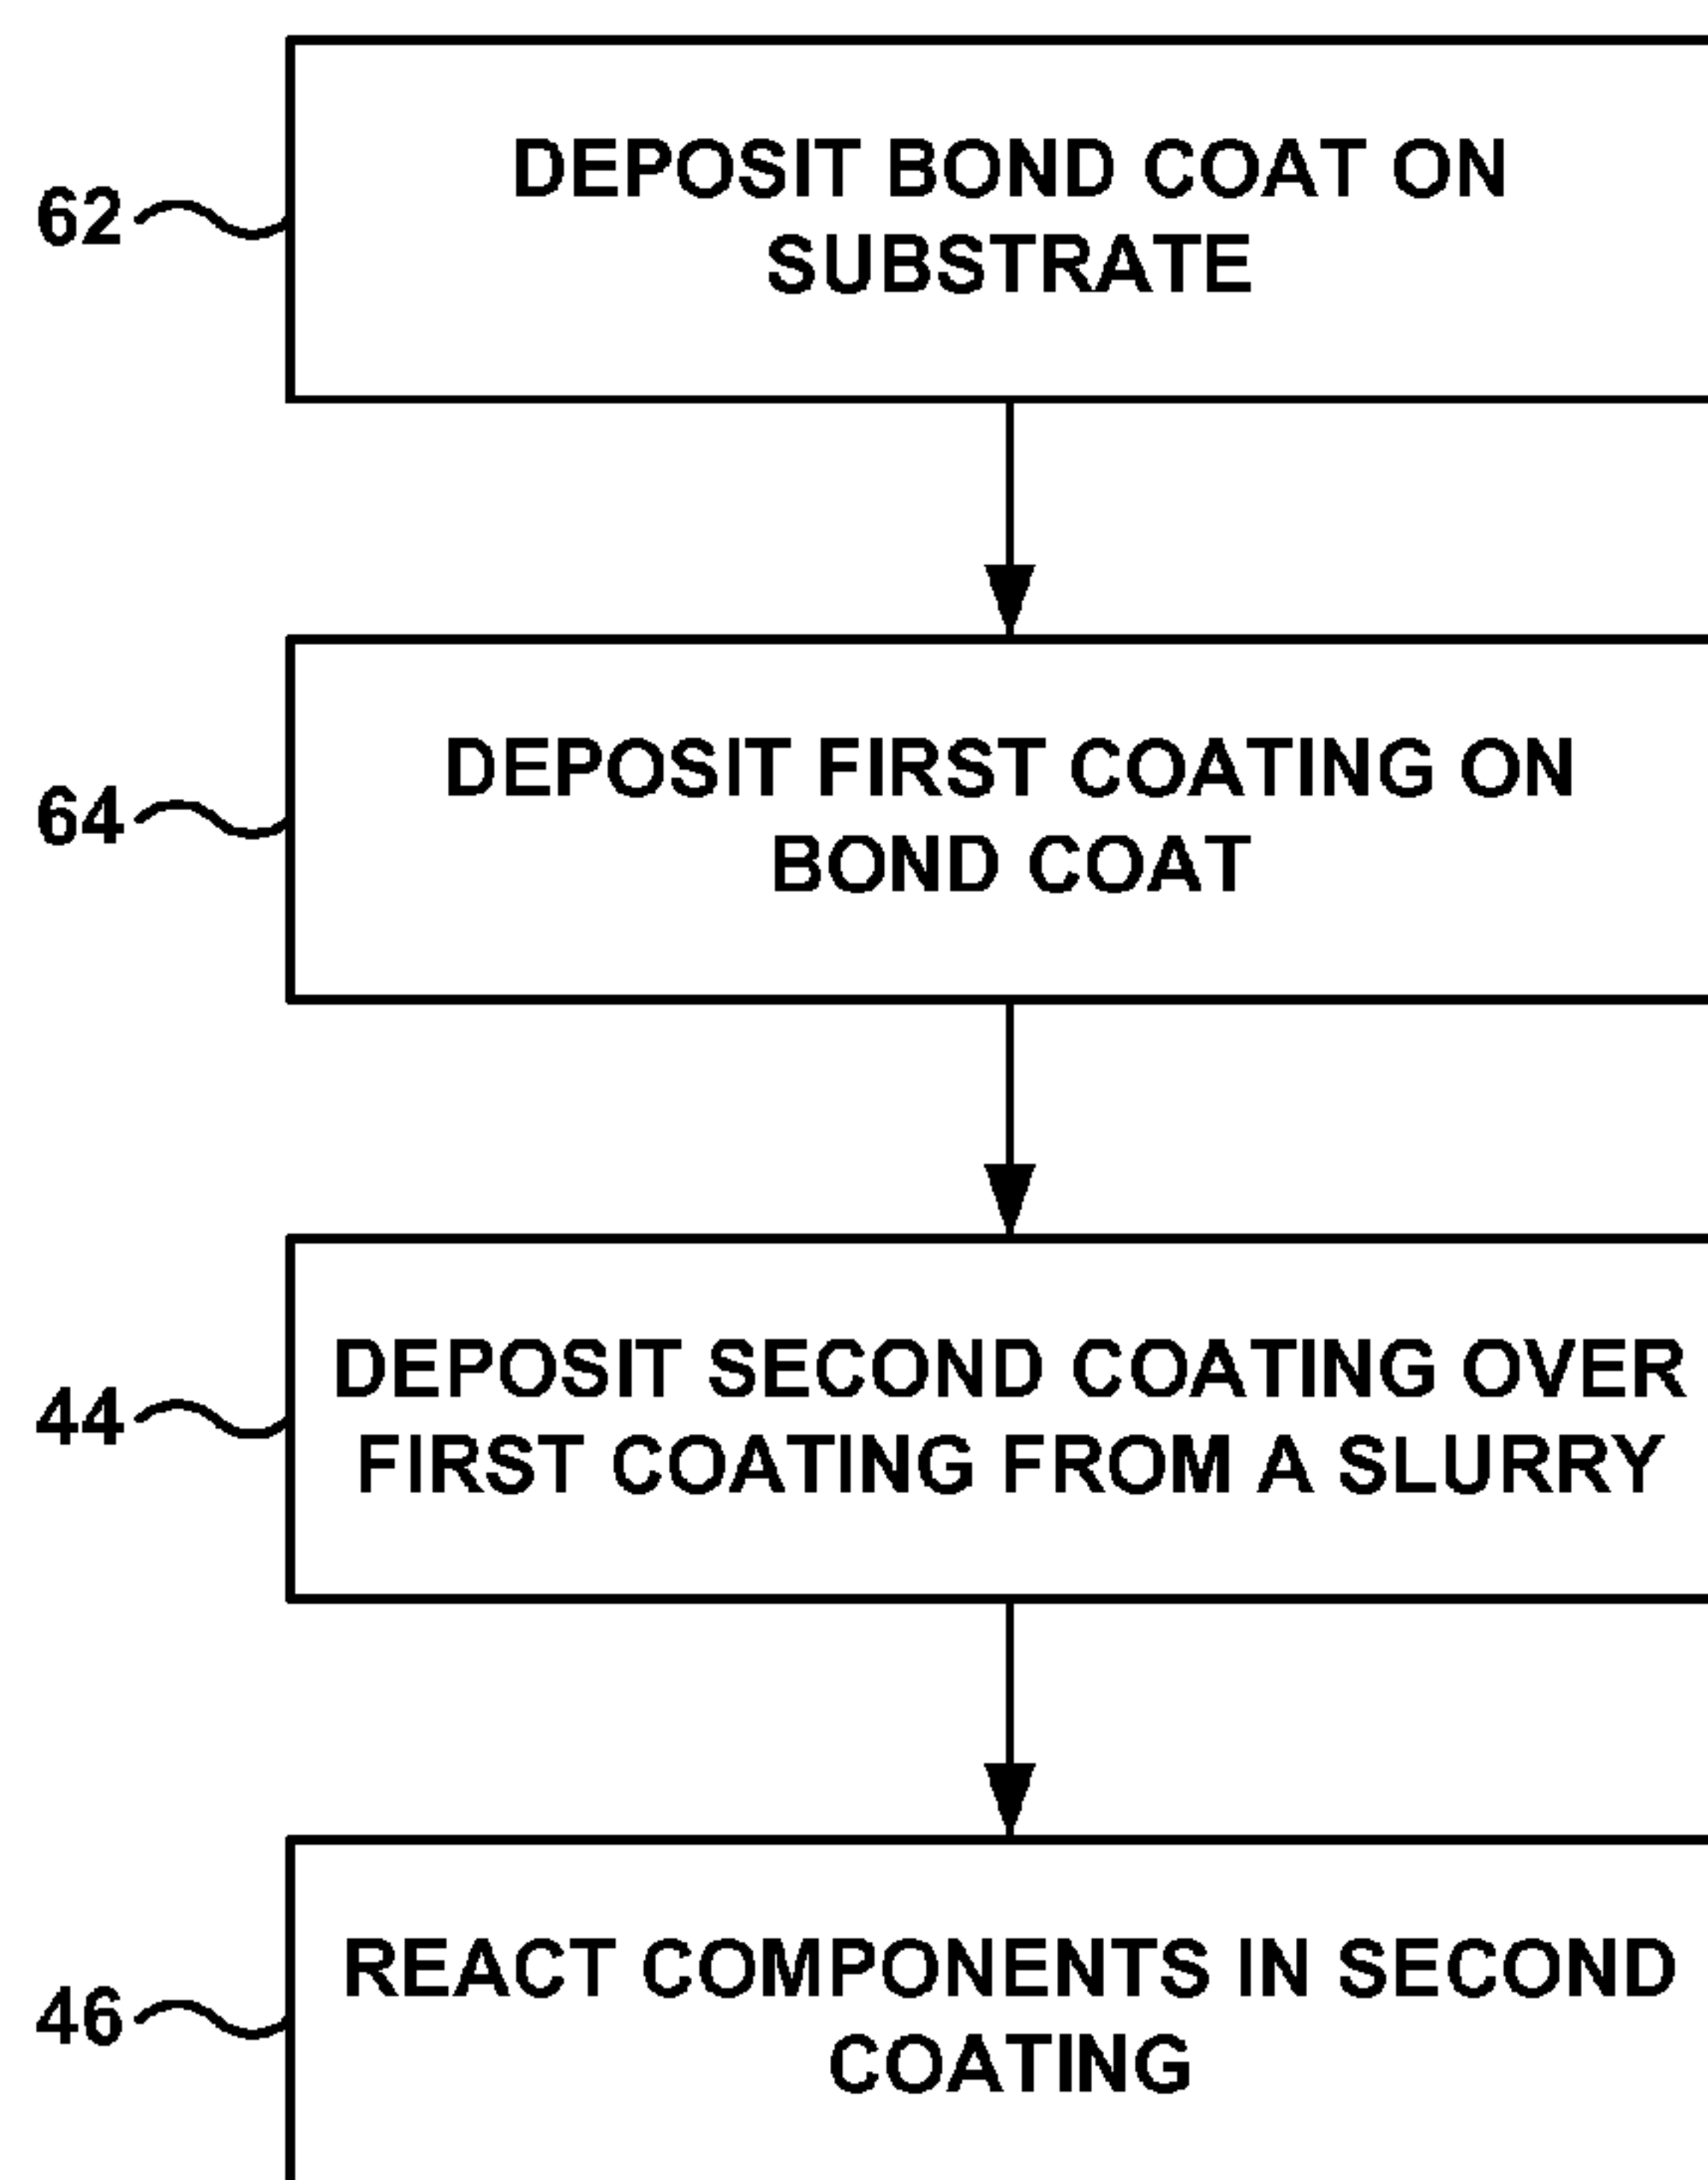 62
DEPOSIT BOND COAT ON
SUBSTRATE
64
DEPOSIT FIRST COATING ON
BOND COAT
44
DEPOSIT SECOND COATING OVER
FIRST COATING FROM A SLURRY
46
REACT COMPONENTS IN SECOND
COATING